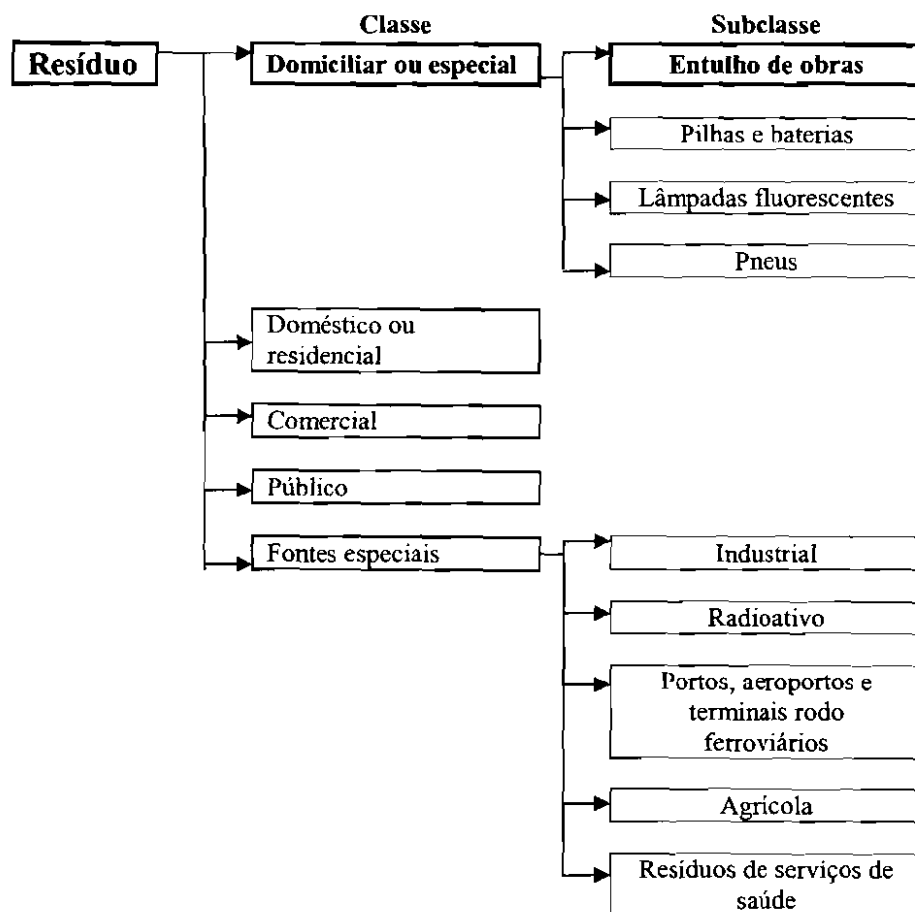 Classe
Subclasse
Resíduo
Domiciliar ou especial
Entulho de obras
Pilhas e baterias
Lâmpadas fluorescentes
Pneus
Doméstico ou
residencial
Comercial
Público
Fontes especiais
Industrial
Radioativo
Portos, aeroportos e
terminais rodo
ferroviários
Agrícola
Resíduos de serviços de
saúde